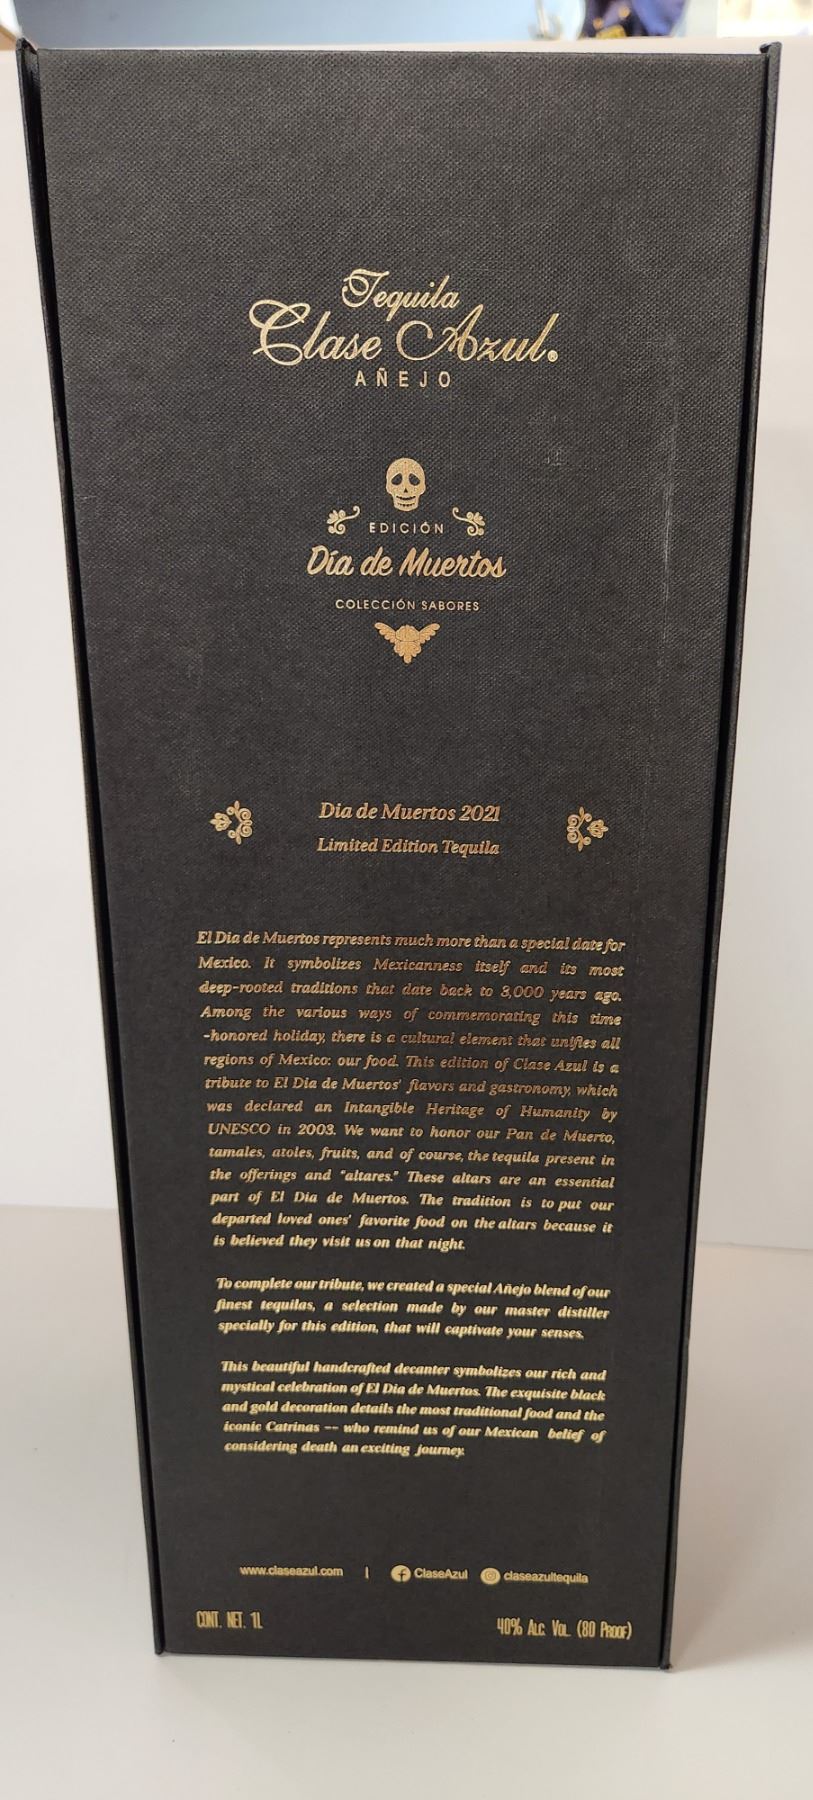 Tequila
Clase Azul®
AÑEJO
EDICIÓN
Día de Muertos
COLECCIÓN SABORES
Dia de Muertos 2021
Limited Edition Tequila
El Dia de Muertos represents much more than a special date for
Mexico. It symbolizes Mexicanness itself and its most
deep-rooted traditions that date back to 3,000 years ago.
Among the various ways of commemorating this time
-honored holiday, there is a cultural element that unifies all
regions of Mexico: our food. This edition of Clase Azul is a
tribute to El Dia de Muertos' flavors and gastronomy, which
was declared an Intangible Heritage of Humanity by
UNESCO in 2003. We want to honor our Pan de Muerto,
tamales, atoles, fruits, and of course, the tequila present in
the offerings and "altares." These altars are an essential
part of El Dia de Muertos. The tradition is to put our
departed loved ones' favorite food on the altars because it
is believed they visit us on that night.
To complete our tribute, we created a special Añejo blend of our
finest tequilas, a selection made by our master distiller
specially for this edition, that will captivate your senses.
This beautiful handcrafted decanter symbolizes our rich and
mystical celebration of El Dia de Muertos. The exquisite black
and gold decoration details the most traditional food and the
iconic Catrinas -- who remind us of our Mexican belief of
considering death an exciting journey.
www.claseazul.com | ClaseAzul claseazultequila
CONT. NET. 1L 40% Alc. Vol. (80 Proof)